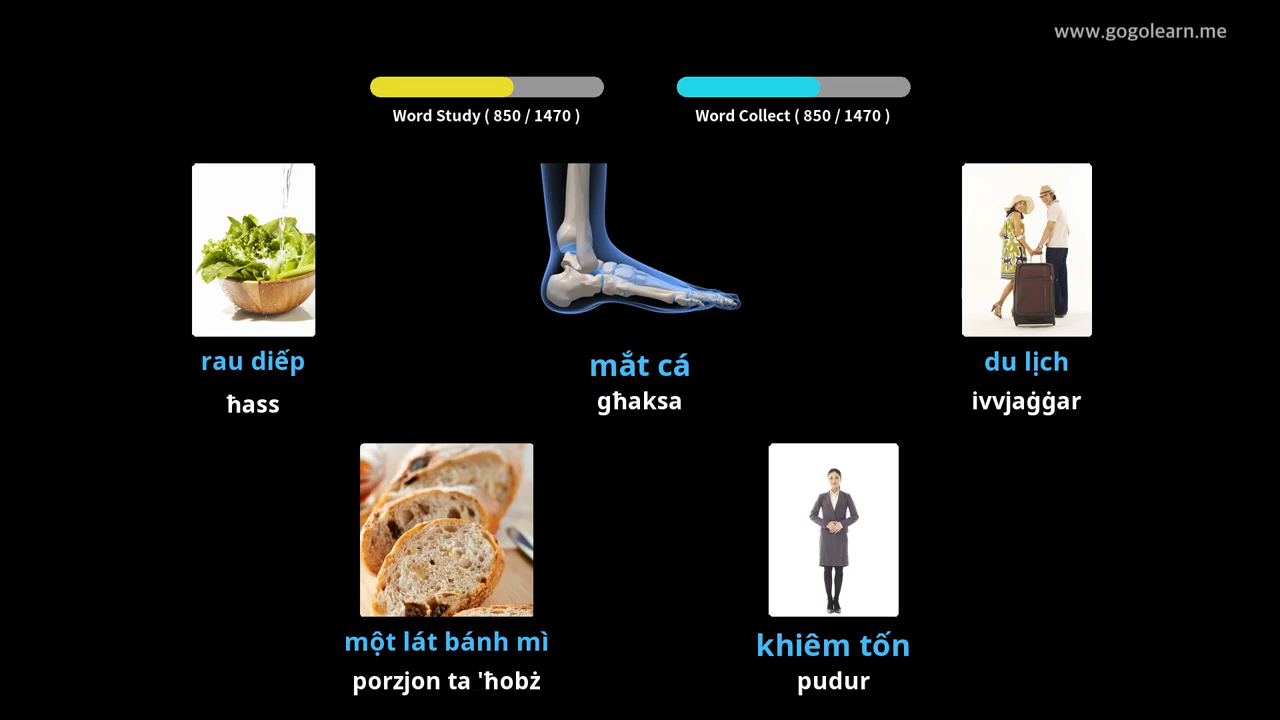 www.gogolearn.me
Word Study ( 850 / 1470 )
Word Collect ( 850 / 1470 )
rau diếp
ħass
mắt cá
għaksa
du lịch
ivvjaġġar
một lát bánh mì
porzjon ta 'ħobż
khiêm tốn
pudur